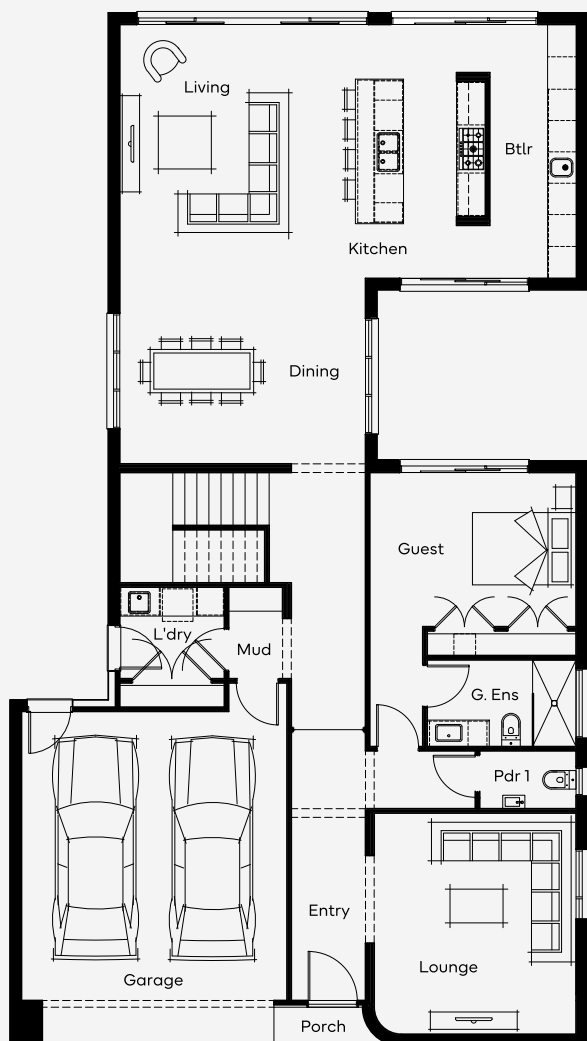 Living
Btlr
Kitchen
Dining
Guest
L'dry
Mud
G. Ens
Pdr 1
Entry
Lounge
Garage
Porch